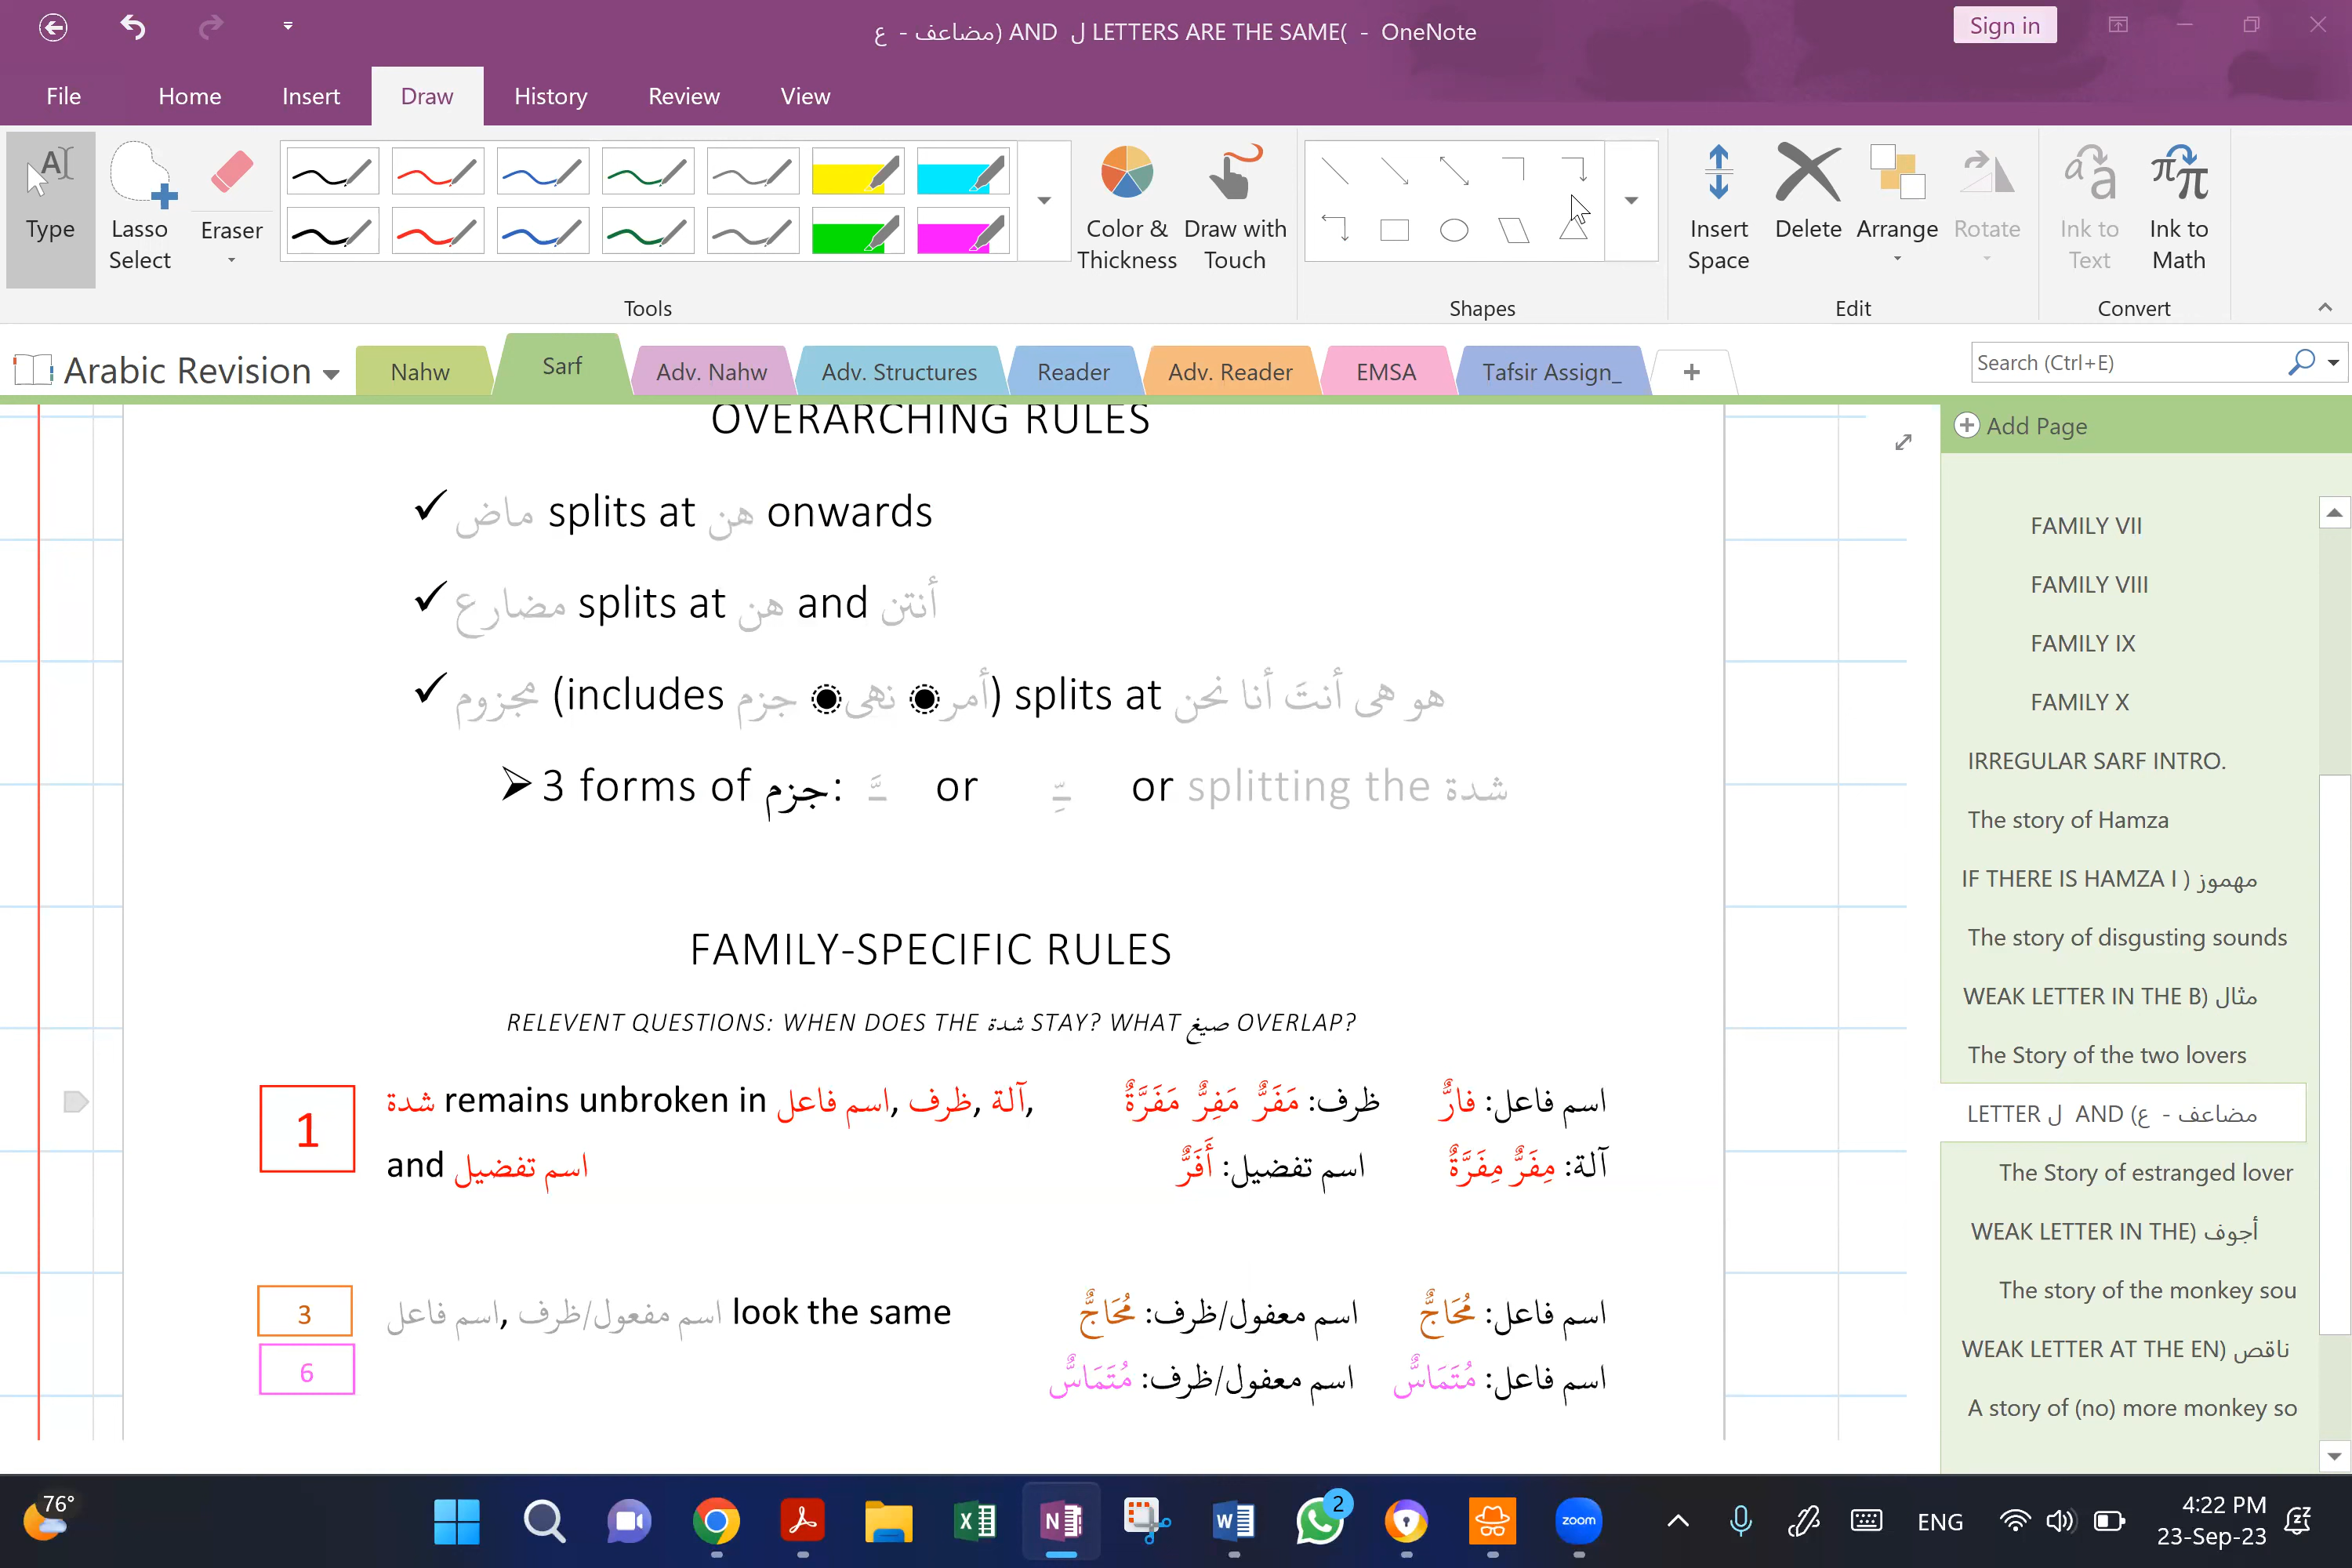 مضاعف - ع) AND ل LETTERS ARE THE SAME( - OneNote
Sign in
File Home Insert Draw History Review View
Type
Lasso Select
Eraser
Color & Thickness
Draw with Touch
Insert Space
Delete
Arrange
Rotate
Ink to Text
Ink to Math
Tools
Shapes
Edit
Convert
Arabic Revision
Nahw
Sarf
Adv. Nahw
Adv. Structures
Reader
Adv. Reader
EMSA
Tafsir Assign_
+
Search (Ctrl+E)
OVERARCHING RULES
✓ ماض splits at هن onwards
✓ مضارع splits at هن and أنتن
✓ مجزوم (includes جزم ◉ نهى ◉ أمر) splits at هو هى أنتَ أنا نحن
➢ 3 forms of جزم: ـَّ or ـِّ or splitting the شدة
FAMILY-SPECIFIC RULES
RELEVENT QUESTIONS: WHEN DOES THE شدة STAY? WHAT صيغ OVERLAP?
1
شدة remains unbroken in اسم فاعل, ظرف, آلة,
and اسم تفضيل
اسم فاعل: فارٌّ
ظرف: مَفَرٌّ مَفِرٌّ مَفَرَّةٌ
آلة: مِفَرٌّ مِفَرَّةٌ
اسم تفضيل: أَفَرٌّ
3
6
اسم فاعل, اسم مفعول/ظرف look the same
اسم فاعل: مُحَاجٌّ
اسم معفول/ظرف: مُحَاجٌّ
اسم فاعل: مُتَمَاسٌّ
اسم معفول/ظرف: مُتَمَاسٌّ
Add Page
FAMILY VII
FAMILY VIII
FAMILY IX
FAMILY X
IRREGULAR SARF INTRO.
The story of Hamza
IF THERE IS HAMZA I ) مهموز
The story of disgusting sounds
WEAK LETTER IN THE B) مثال
The Story of the two lovers
LETTER ل AND (مضاعف - ع
The Story of estranged lover
WEAK LETTER IN THE) أجوف
The story of the monkey sou
WEAK LETTER AT THE EN) ناقص
A story of (no) more monkey so
76°
zoom
2
ENG
4:22 PM
23-Sep-23